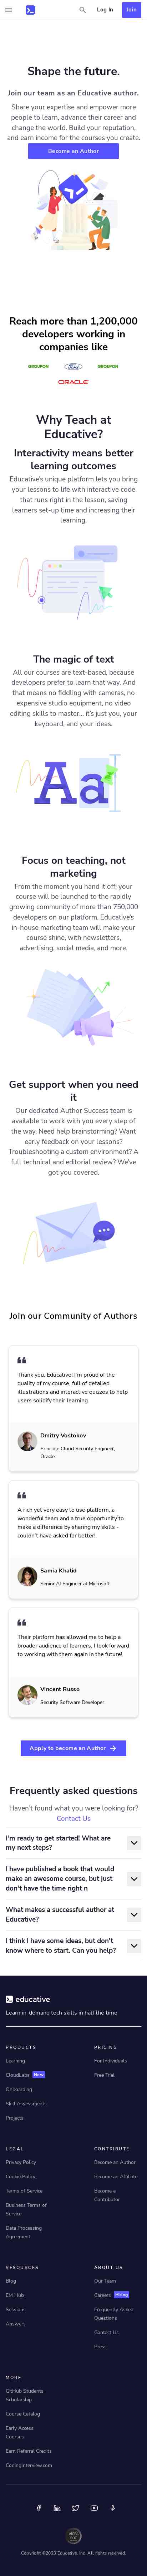 Log In
Join
Shape the future.
Join our team as an Educative author.
Share your expertise and empower more
people to learn, advance their career and
change the world. Build your reputation,
and earn income for the courses you create.
Become an Author
Reach more than 1,200,000
developers working in
companies like
GROUPON
Ford
GROUPON
ORACLE
Why Teach at
Educative?
Interactivity means better
learning outcomes
Educative's unique platform lets you bring
your lessons to life with interactive code
that runs right in the lesson, allowing
learners set-up time and making them
learning.
The magic of text
All our courses are text-based, because
developers prefer to learn that way. And
that means no fiddling with cameras, no
expensive studio equipment, no video
editing skills to master... it's just you, your
keyboard, and your ideas.
Aa
Focus on teaching, not
marketing
From the moment you hand it off, your
course will be launched to the rapidly
growing community of more than 750,000
developers on our platform. Educative's
in-house marketing team will make your
course shine, with newsletters,
advertising, social media, and more.
Get support when you need
it
Our dedicated Author Success team is
available to work with you every step of
the way. Need help brainstorming? Want
early feedback on your lessons?
Troubleshooting a custom environment? A
full technical and editorial review? We've
got you covered.
Join our Community of Authors
Thank you, Educative! I'm proud of the
quality of my course, full of detailed
illustrations and interactive quizzes to help
users solidify their learning
Dmitry Vostokov
Principle Cloud Security Engineer,
Oracle
A rich yet very easy to use platform, a
wonderful team and a true opportunity to
make a difference by sharing my skills -
couldn't have asked for better!
Samia Khalid
Senior AI Engineer at Microsoft
Their platform has allowed me to help a
broader audience of learners. I look forward
to working with them again in the future!
Vincent Russo
Security Software Developer
Apply to become an Author
Frequently asked questions
Haven't found what you were looking for?
Contact Us
I'm ready to get started! What are
my next steps?
I have published a book that would
make an awesome course, but just
don't have the time right n
What makes a successful author at
Educative?
I think I have some ideas, but don't
know where to start. Can you help?
educative
Learn in-demand tech skills in half the time
PRODUCTS
Learning
CloudLabs New
Onboarding
Skill Assessments
Projects
PRICING
For Individuals
Free Trial
LEGAL
Privacy Policy
Cookie Policy
Terms of Service
Business Terms of
Service
Data Processing
Agreement
CONTRIBUTE
Become an Author
Become an Affiliate
Become a
Contributor
RESOURCES
Blog
EM Hub
Sessions
Answers
ABOUT US
Our Team
Careers Hiring
Frequently Asked
Questions
Contact Us
Press
MORE
GitHub Students
Scholarship
Course Catalog
Early Access
Courses
Earn Referral Credits
CodingInterview.com
Copyright ©2023 Educative, Inc. All rights reserved.